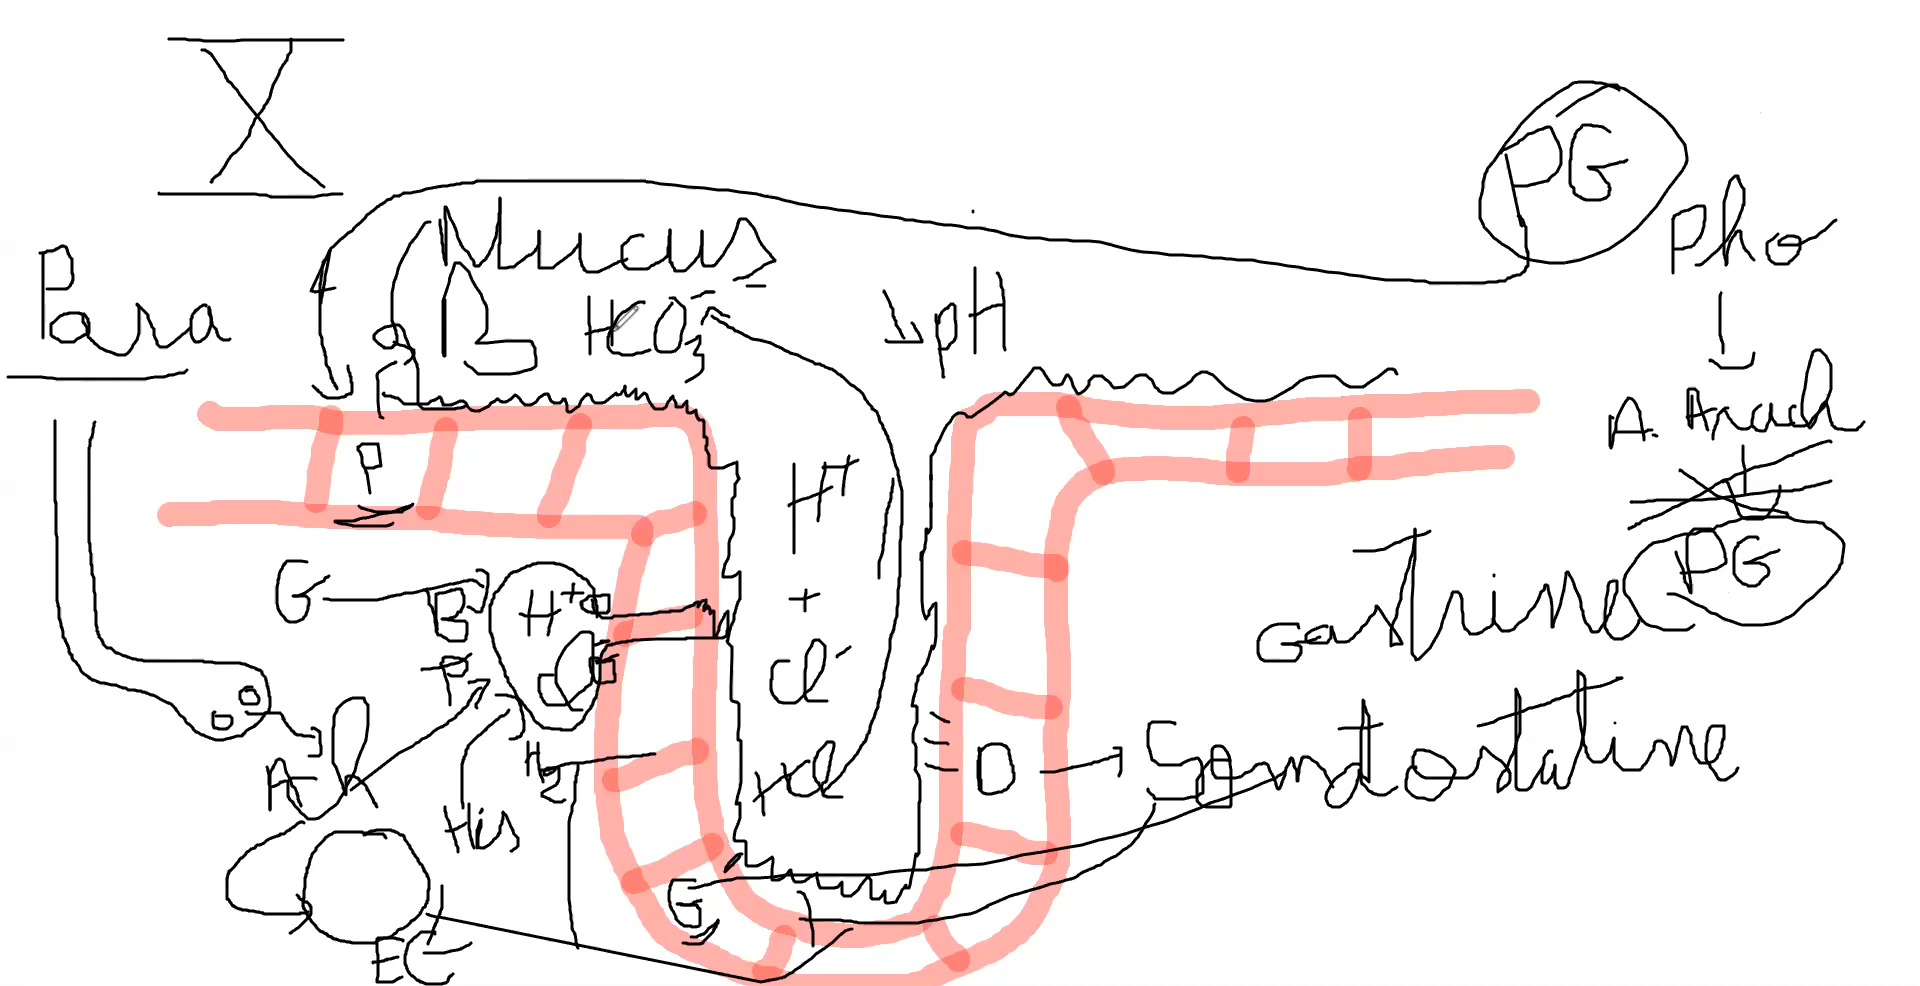 X
PG
Mucus
Pho
Para
HCO3-
↓pH
A. Arach
P
H+
PG
G
B
H+
+
Gastrine
P
Cl-
Somatostatine
D
H2
HCl
Ach
His
G
EC